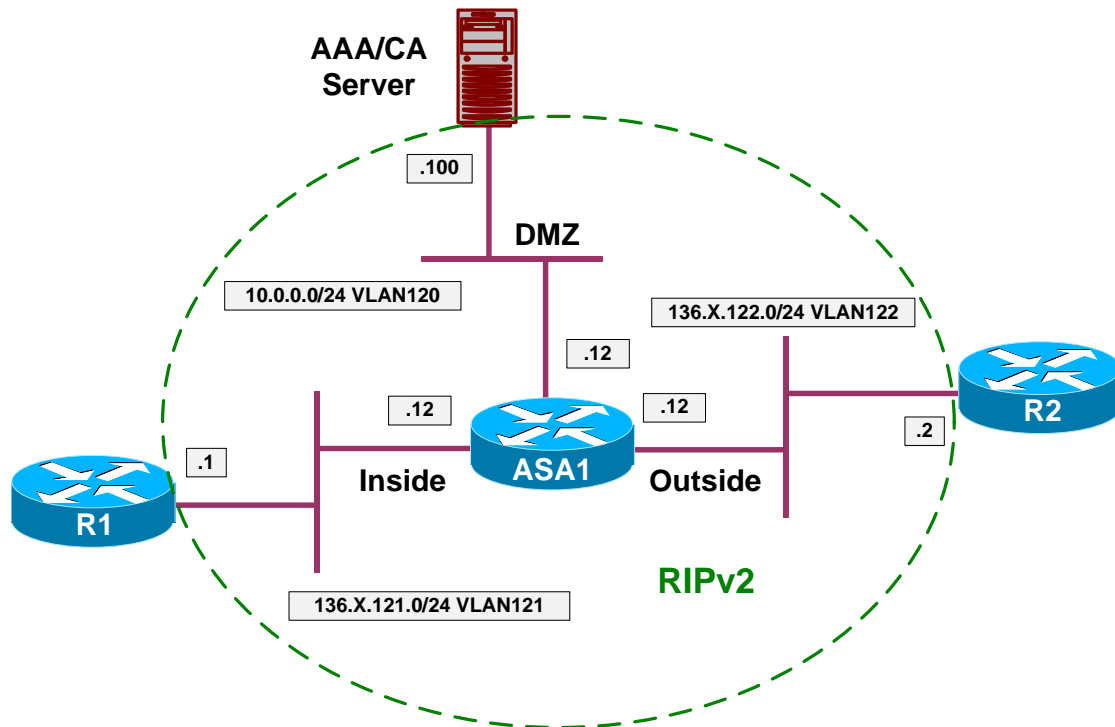 AAA/CA
Server
.100
DMZ
10.0.0.0/24 VLAN120
136.X.122.0/24 VLAN122
.12
.12
.12
R2
.2
.1
Inside
ASA1
Outside
R1
RIPv2
136.X.121.0/24 VLAN121